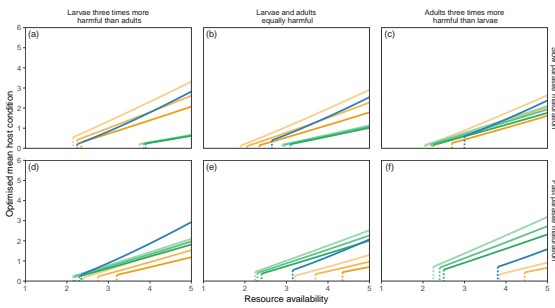 Larvae three times more
harmful than adults
Larvae and adults
equally harmful
Adults three times more
harmful than larvae
(a)
(b)
(c)
(d)
(e)
(f)
6
5
4
3
2
1
0
6
5
4
3
2
1
0
1 2 3 4 5
1 2 3 4 5
1 2 3 4 5
Optimised mean host condition
Resource availability
Slow parasite maturation
Fast parasite maturation